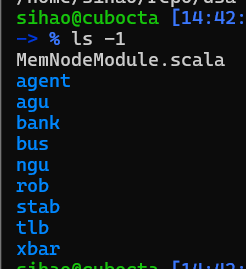 sihao@cubocta [14:42:
-> % ls -1
MemNodeModule.scala
agent
agu
bank
bus
ngu
rob
stab
tlb
xbar